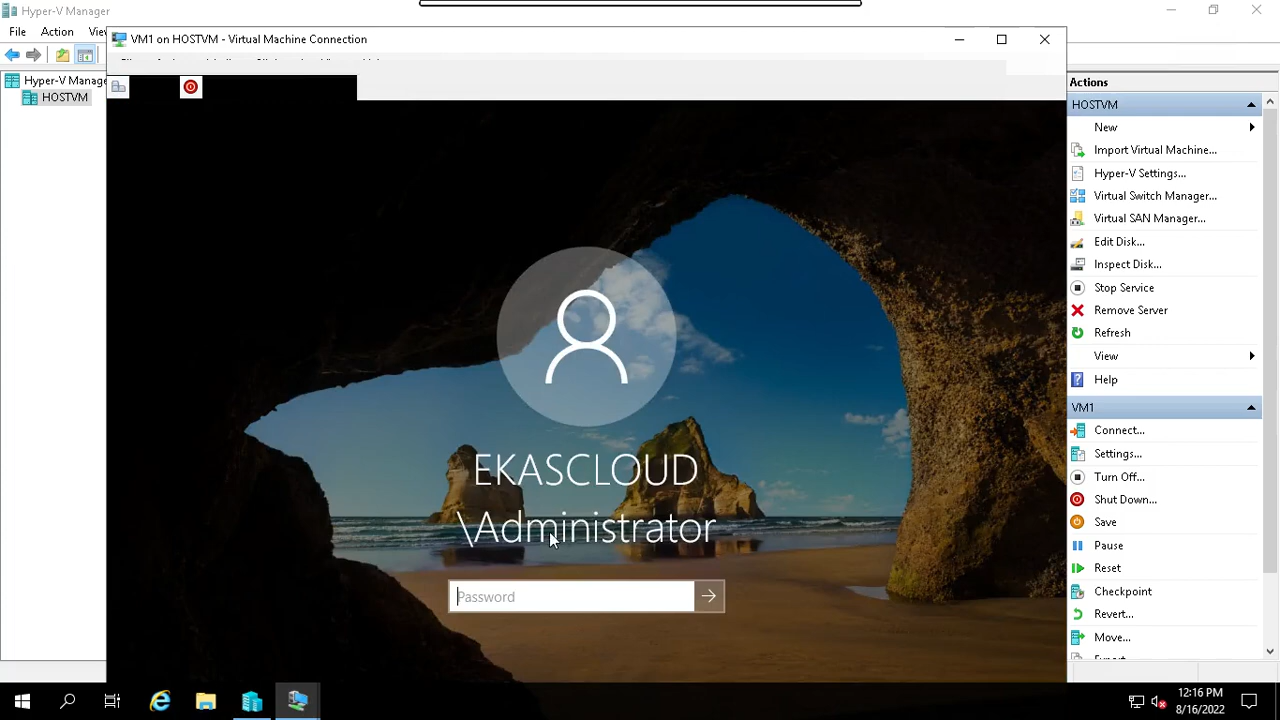 Hyper-V Manager
File Action
VM1 on HOSTVM - Virtual Machine Connection
Hyper-V Manage
HOSTVM
EKASCLOUD
\Administrator
Password
Actions
HOSTVM
New
Import Virtual Machine...
Hyper-V Settings...
Virtual Switch Manager...
Virtual SAN Manager...
Edit Disk...
Inspect Disk...
Stop Service
Remove Server
Refresh
View
Help
VM1
Connect...
Settings...
Turn Off...
Shut Down...
Save
Pause
Reset
Checkpoint
Revert...
Move...
12:16 PM
8/16/2022